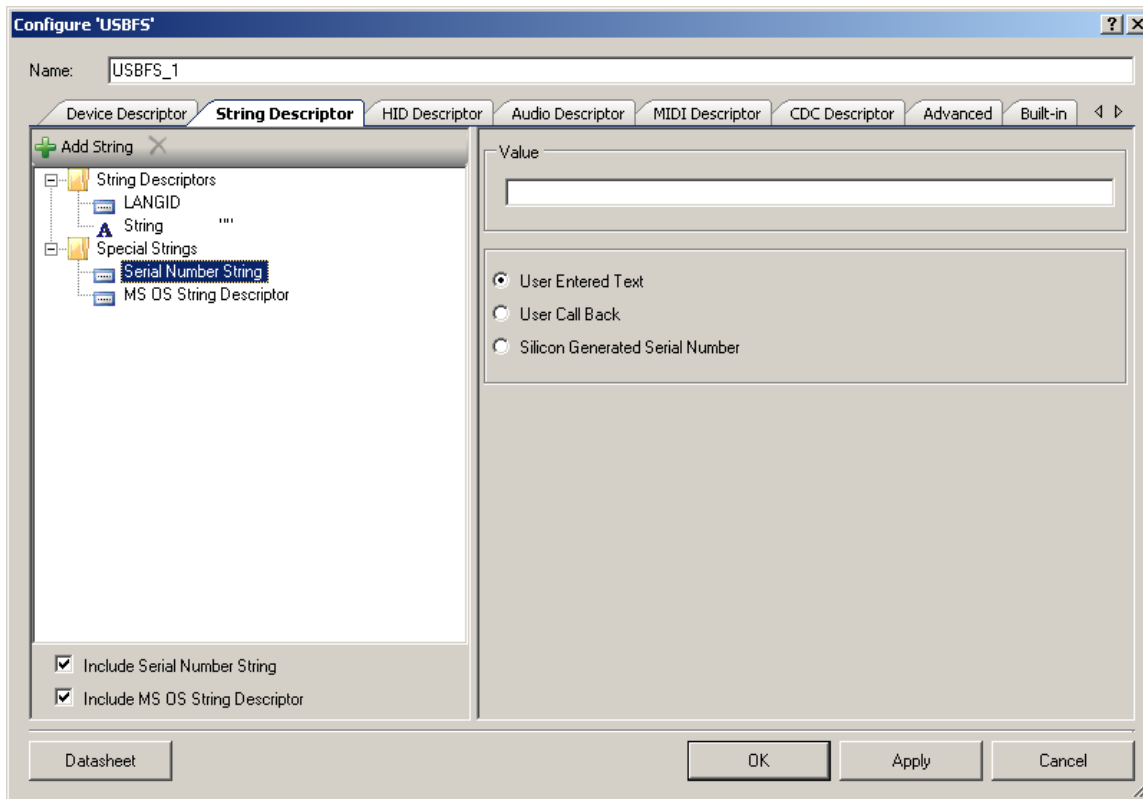 Configure 'USBFS'
Name: USBFS_1
Device Descriptor String Descriptor HID Descriptor Audio Descriptor MIDI Descriptor CDC Descriptor Advanced Built-in
Add String
String Descriptors
LANGID
String ""
Special Strings
Serial Number String
MS OS String Descriptor
Include Serial Number String
Include MS OS String Descriptor
Value
User Entered Text
User Call Back
Silicon Generated Serial Number
Datasheet OK Apply Cancel